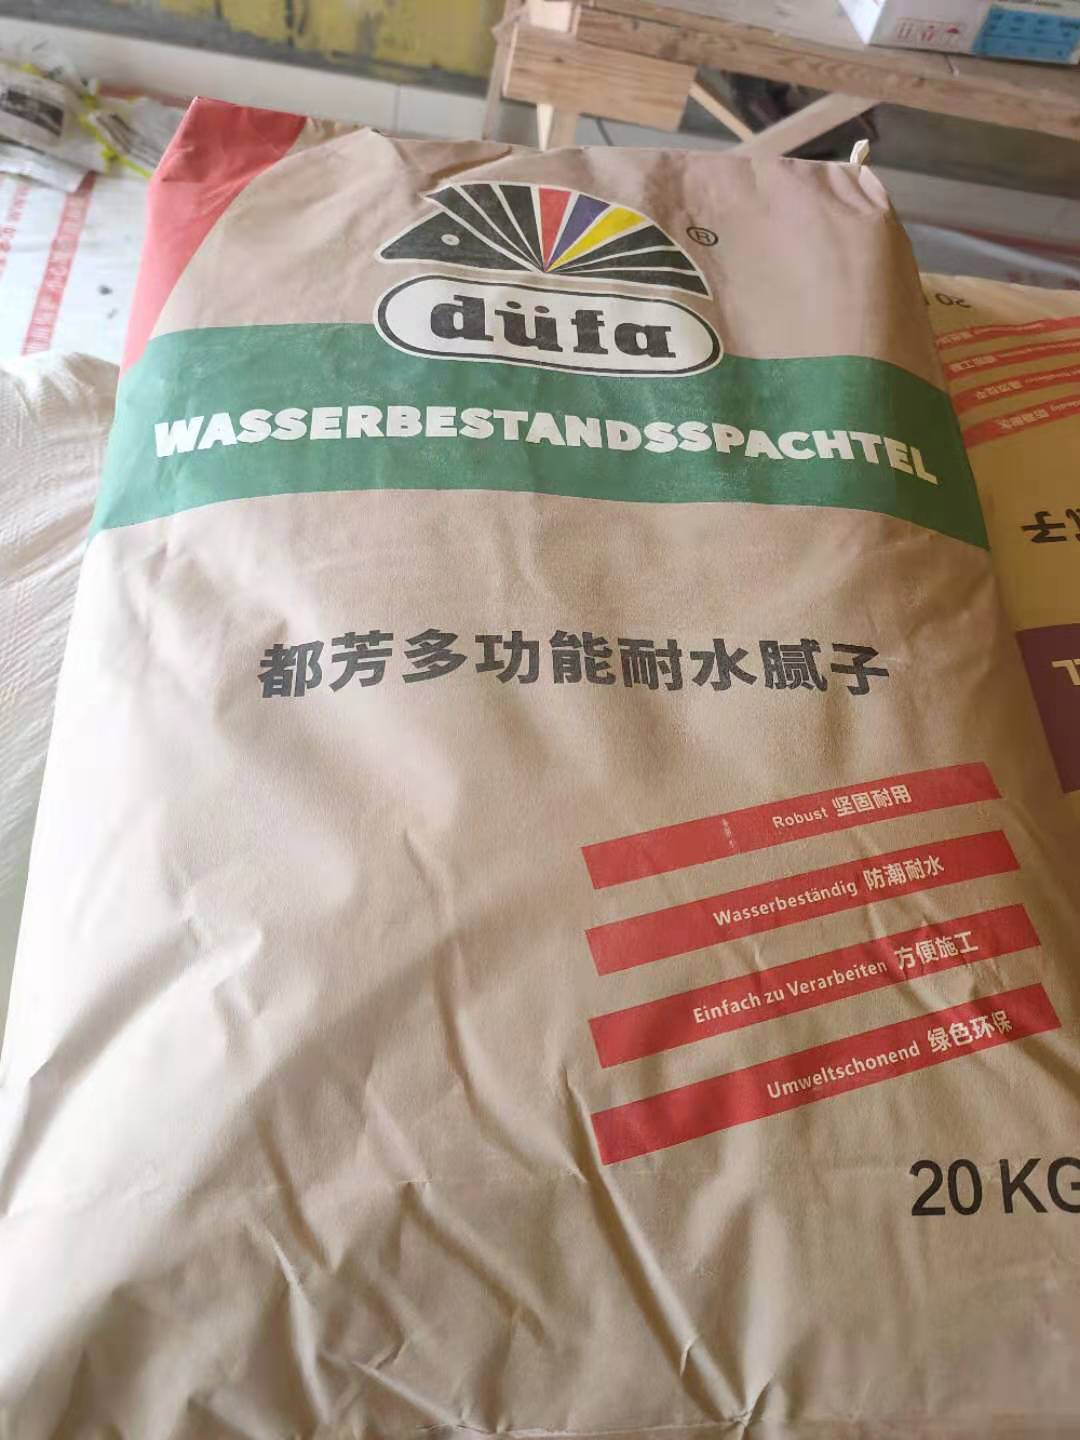 ®
düfa
WASSERBESTANDSSPACHTEL
都芳多功能耐水腻子
Robust 坚固耐用
Wasserbeständig 防潮耐水
Einfach zu Verarbeiten 方便施工
Umweltschonend 绿色环保
20 KG
20